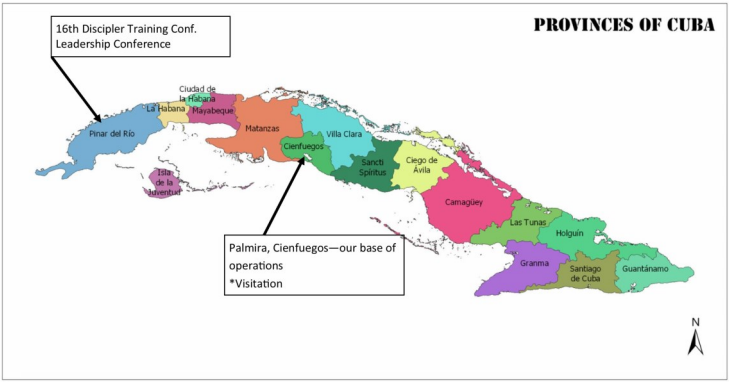 PROVINCES OF CUBA
16th Discipler Training Conf.
Leadership Conference
Ciudad de
la Habana
La Habana
Mayabeque
Pinar del Río
Matanzas
Villa Clara
Cienfuegos
Isla
de la
Juventud
Sancti
Spíritus
Ciego de
Ávila
Camagüey
Las Tunas
Holguín
Granma
Santiago
de Cuba
Guantánamo
Palmira, Cienfuegos—our base of
operations
*Visitation
N